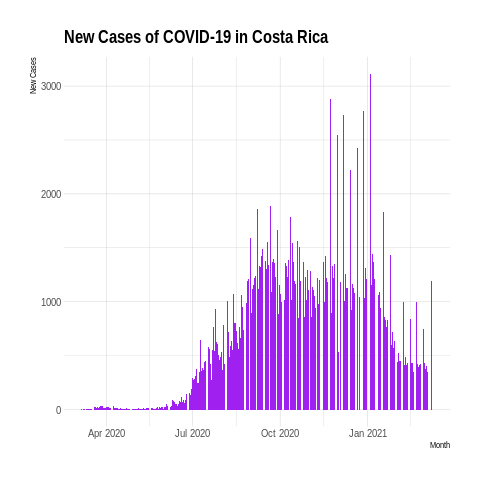 New Cases of COVID-19 in Costa Rica
New Cases
3000
2000
1000
0
Apr 2020 Jul 2020 Oct 2020 Jan 2021
Month